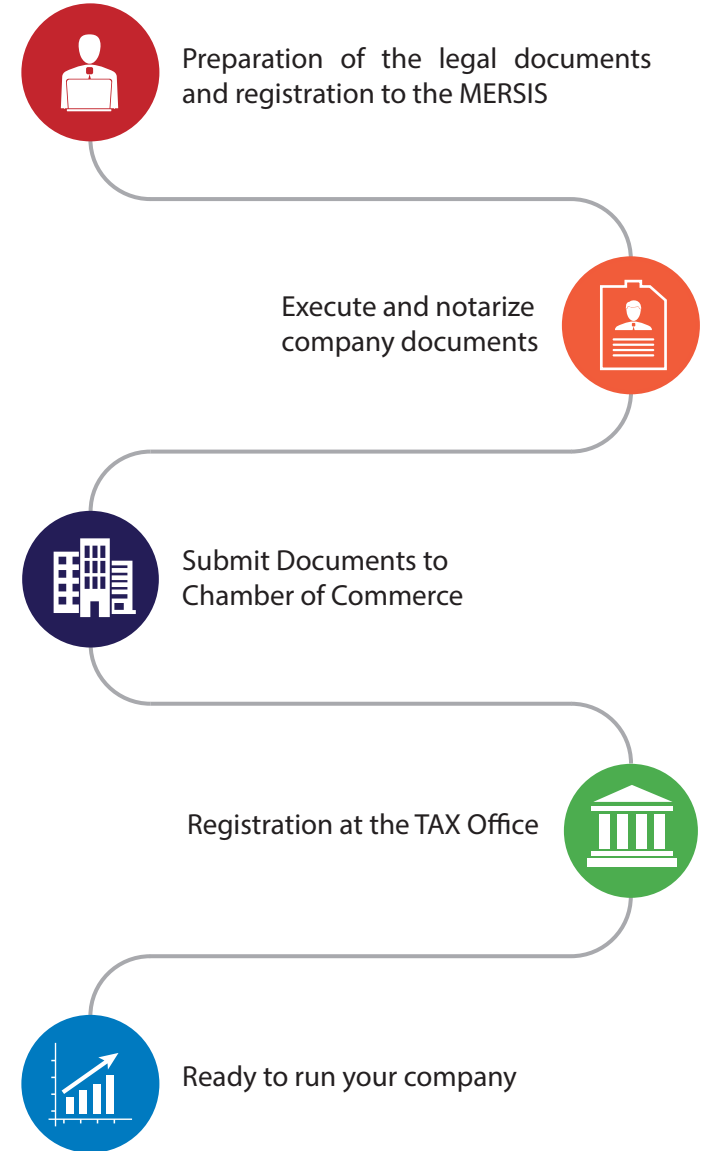 Preparation of the legal documents
and registration to the MERSIS
Execute and notarize
company documents
Submit Documents to
Chamber of Commerce
Registration at the TAX Office
Ready to run your company